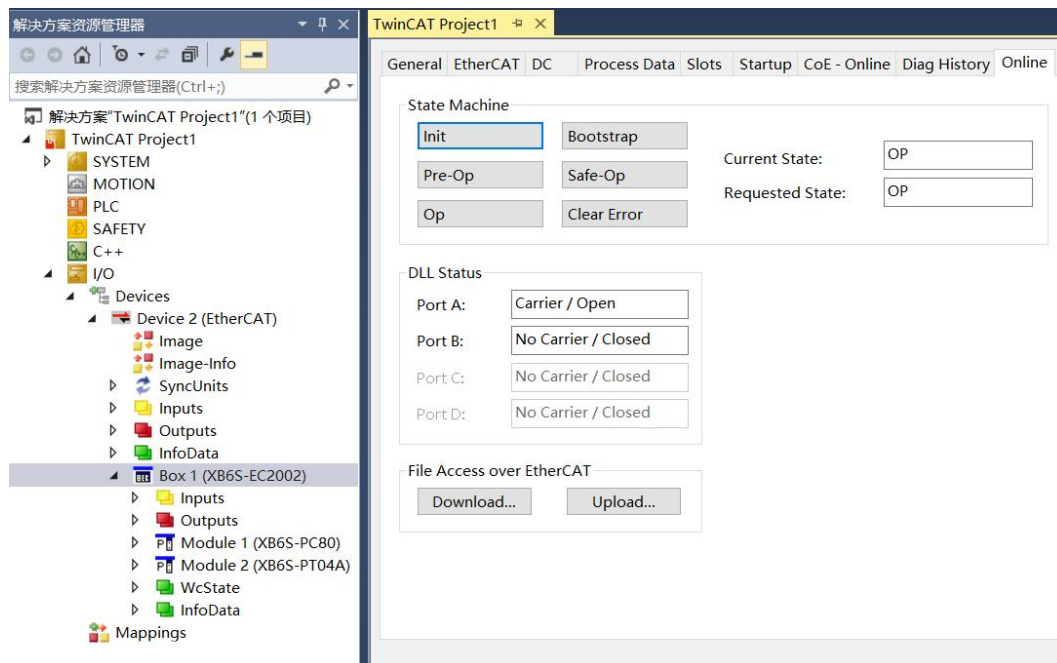 解决方案资源管理器
搜索解决方案资源管理器(Ctrl+;)
解决方案"TwinCAT Project1"(1 个项目)
TwinCAT Project1
SYSTEM
MOTION
PLC
SAFETY
C++
I/O
Devices
Device 2 (EtherCAT)
Image
Image-Info
SyncUnits
Inputs
Outputs
InfoData
Box 1 (XB6S-EC2002)
Inputs
Outputs
Module 1 (XB6S-PC80)
Module 2 (XB6S-PT04A)
WcState
InfoData
Mappings
TwinCAT Project1
General EtherCAT DC Process Data Slots Startup CoE - Online Diag History Online
State Machine
Init Bootstrap
Pre-Op Safe-Op
Op Clear Error
Current State: OP
Requested State: OP
DLL Status
Port A: Carrier / Open
Port B: No Carrier / Closed
Port C: No Carrier / Closed
Port D: No Carrier / Closed
File Access over EtherCAT
Download... Upload...